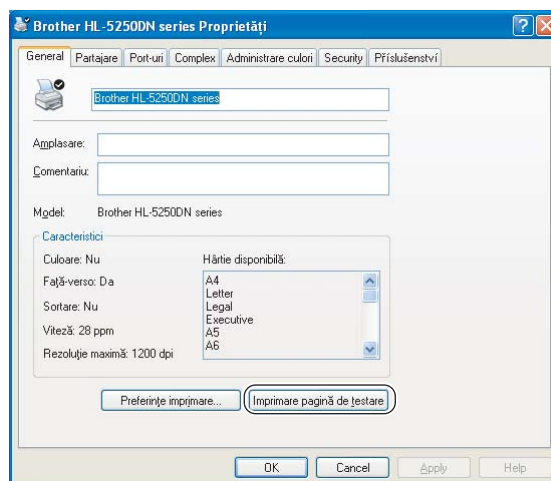 Brother HL-5250DN series Proprietăți
General Partajare Port-uri Complex Administrare culori Security Příslušenství
Brother HL-5250DN series
Amplasare:
Comentariu:
Model: Brother HL-5250DN series
Caracteristici
Culoare: Nu
Hârtie disponibilă:
Față-verso: Da
A4
Letter
Sortare: Nu
Legal
Executive
Viteză: 28 ppm
A5
A6
Rezoluție maximă: 1200 dpi
Preferințe imprimare... Imprimare pagină de testare
OK Cancel Apply Help